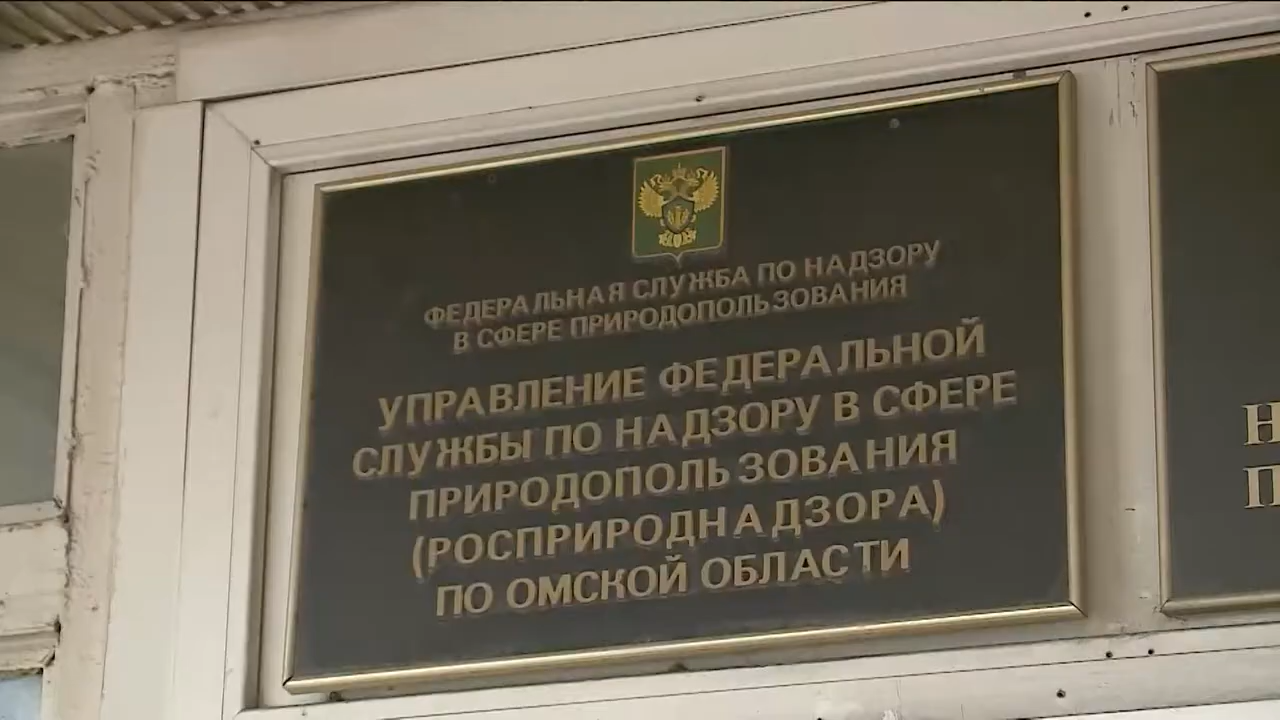 ФЕДЕРАЛЬНАЯ СЛУЖБА ПО НАДЗОРУ
В СФЕРЕ ПРИРОДОПОЛЬЗОВАНИЯ
УПРАВЛЕНИЕ ФЕДЕРАЛЬНОЙ
СЛУЖБЫ ПО НАДЗОРУ В СФЕРЕ
ПРИРОДОПОЛЬЗОВАНИЯ
(РОСПРИРОДНАДЗОРА)
ПО ОМСКОЙ ОБЛАСТИ